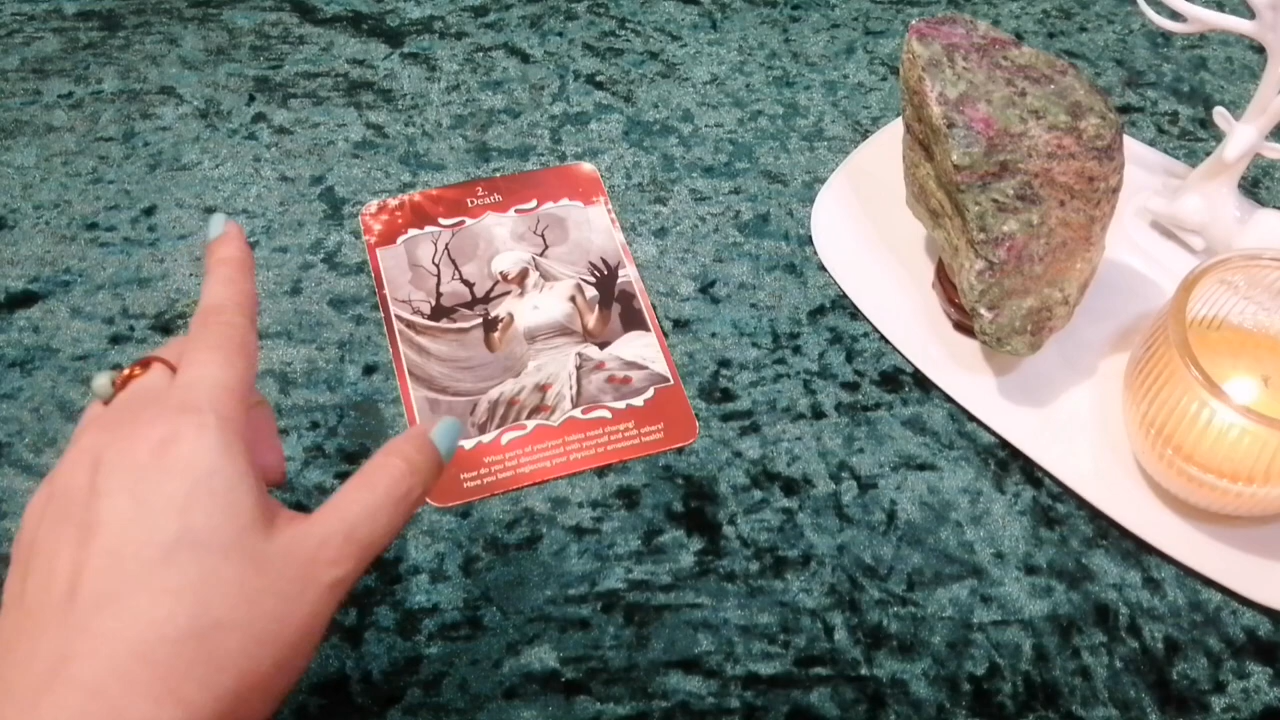 2.
Death
What parts of you/your habits need changing?
How do you feel disconnected with yourself and with others?
Have you been neglecting your physical or emotional health?